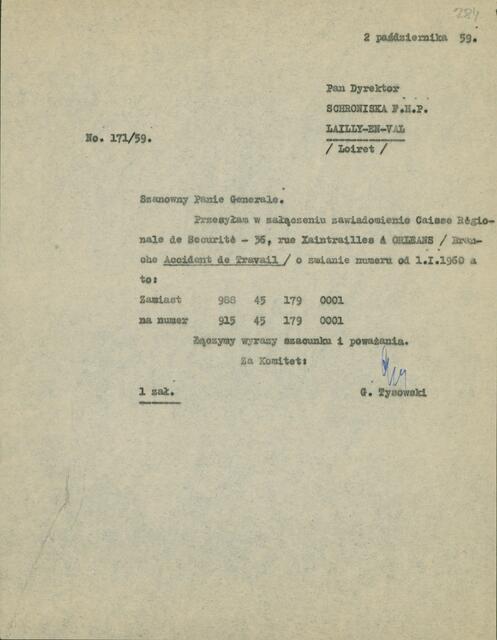 284
2 października 59.
Pan Dyrektor
SCHRONISKA F.H.P.
LAILLY-EN-VAL
/ Loiret /
No. 171/59.
Szanowny Panie Generale.
Przesyłam w załączeniu zawiadomienie Caisse Régio-
nale de Securité - 36, rue Xaintrailles á ORLEANS / Bran-
che Accident de Travail / o zmianie numeru od 1.I.1960 a
to:
Zamiast 988 45 179 0001
na numer 915 45 179 0001
Łączymy wyrazy szacunku i poważania.
Za Komitet:
1 zał.
G. Tysowski